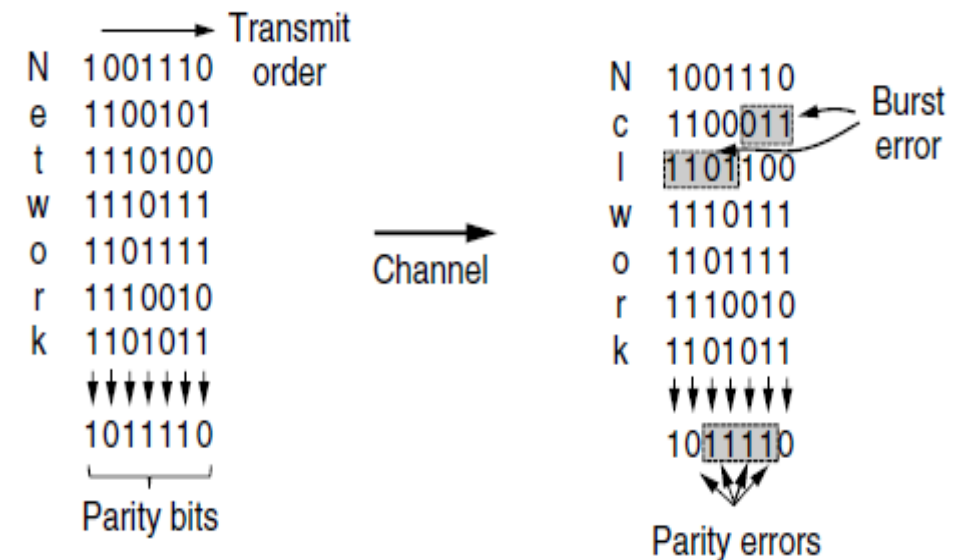 Transmit
order
N 1001110
e 1100101
t 1110100
w 1110111
o 1101111
r 1110010
k 1101011
1011110
Parity bits
Channel
N 1001110
c 1100011
l 1101100
w 1110111
o 1101111
r 1110010
k 1101011
1011110
Burst
error
Parity errors